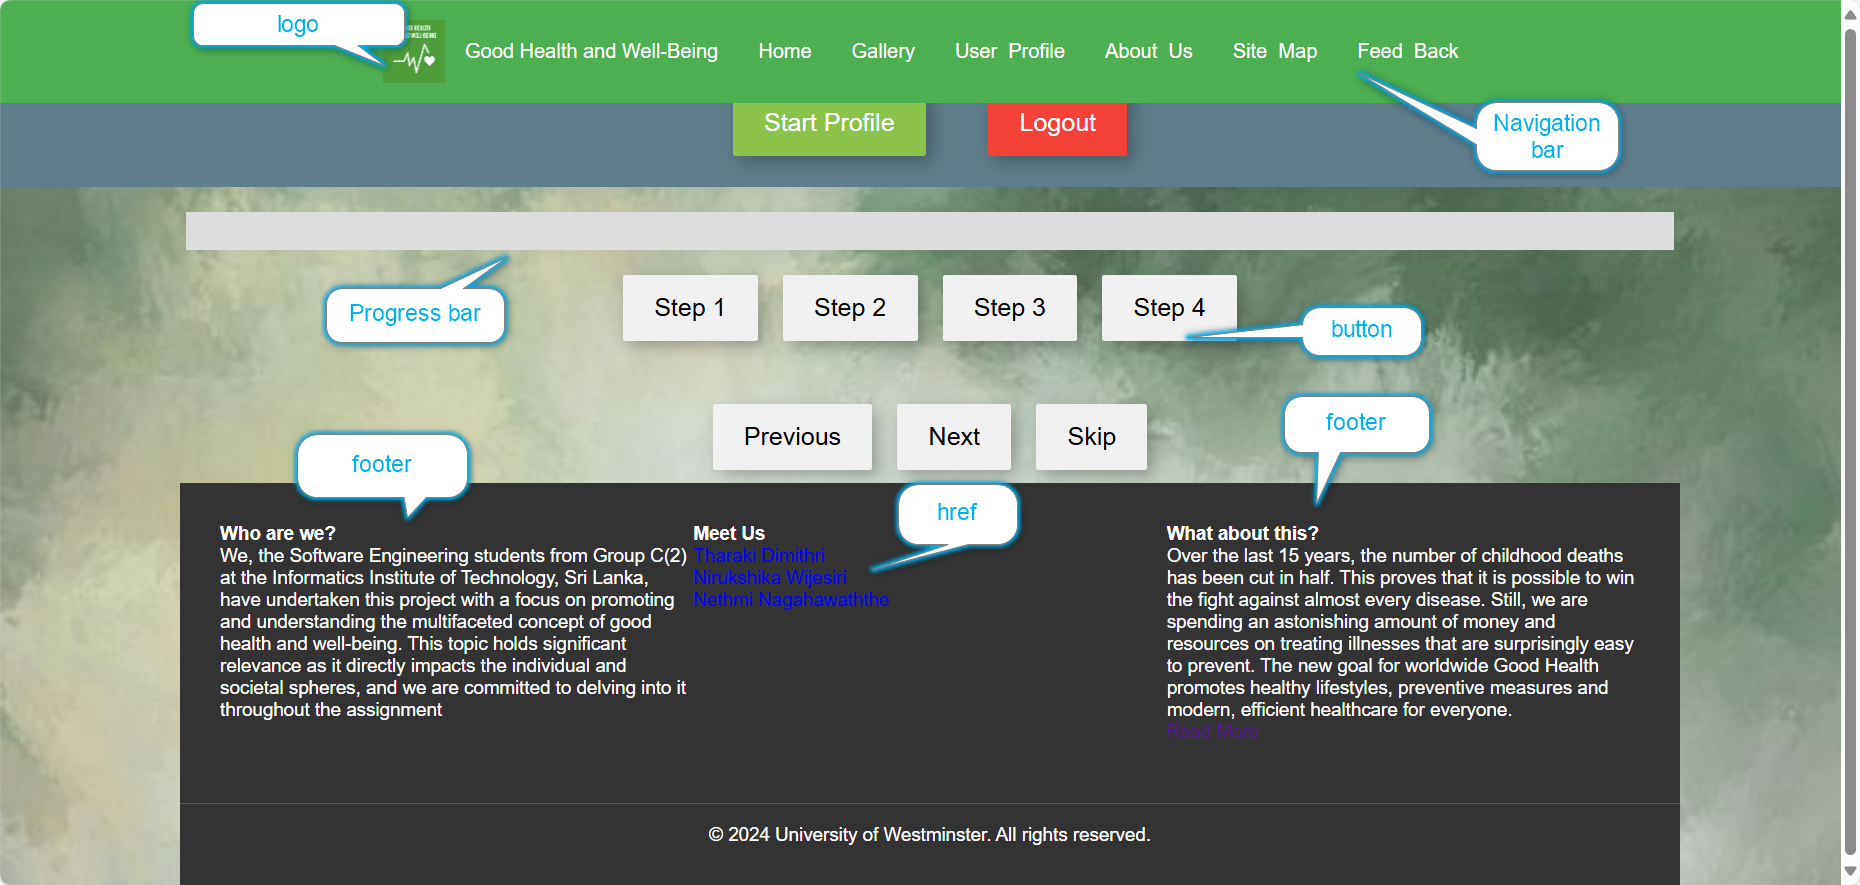 logo
OD HEALTH
WELL-BEING
Good Health and Well-Being Home Gallery User Profile About Us Site Map Feed Back
Start Profile Logout
Navigation
bar
Progress bar
Step 1 Step 2 Step 3 Step 4
button
Previous Next Skip
footer
footer
href
Who are we?
We, the Software Engineering students from Group C(2)
at the Informatics Institute of Technology, Sri Lanka,
have undertaken this project with a focus on promoting
and understanding the multifaceted concept of good
health and well-being. This topic holds significant
relevance as it directly impacts the individual and
societal spheres, and we are committed to delving into it
throughout the assignment
Meet Us
Tharaki Dimithri
Nirukshika Wijesiri
Nethmi Nagahawaththe
What about this?
Over the last 15 years, the number of childhood deaths
has been cut in half. This proves that it is possible to win
the fight against almost every disease. Still, we are
spending an astonishing amount of money and
resources on treating illnesses that are surprisingly easy
to prevent. The new goal for worldwide Good Health
promotes healthy lifestyles, preventive measures and
modern, efficient healthcare for everyone.
Read More
© 2024 University of Westminster. All rights reserved.